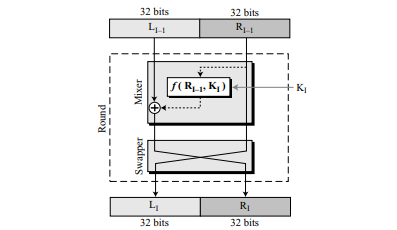 32 bits 32 bits
L_{I–1} R_{I–1}
Round
Mixer
f ( R_{I–1}, K_I )
K_I
Swapper
L_I R_I
32 bits 32 bits